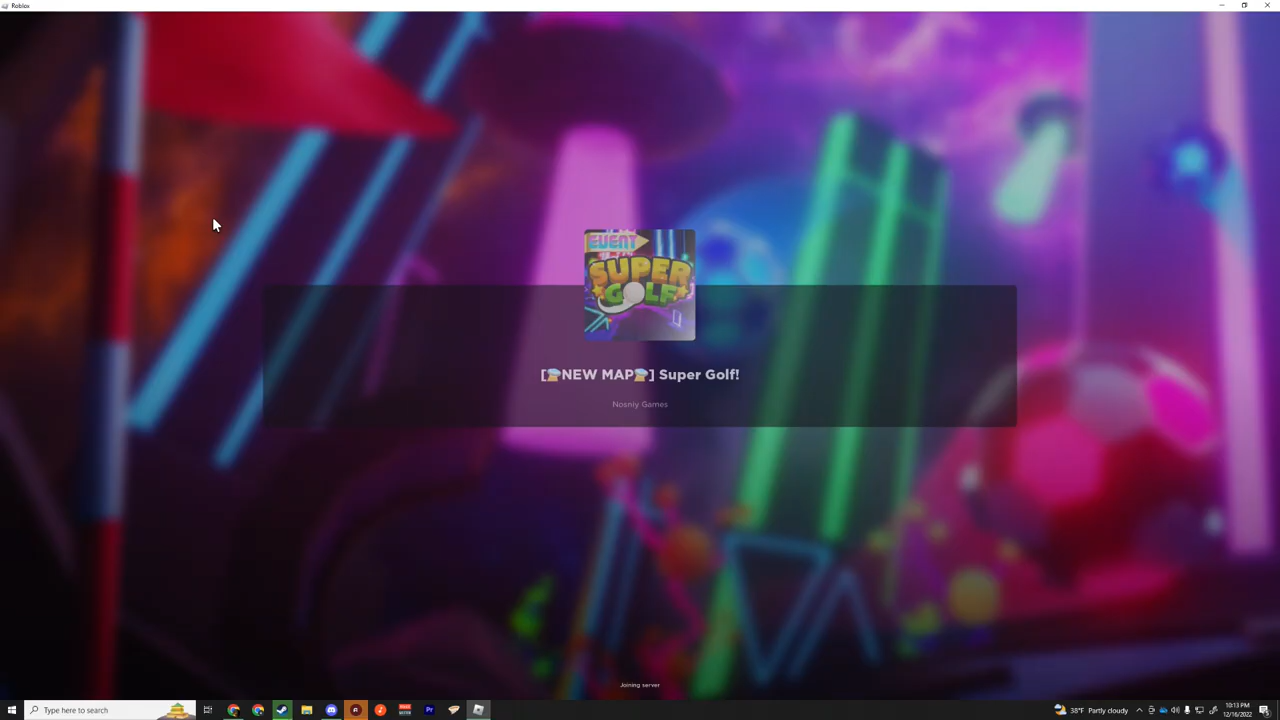 Roblox
EVENT
SUPER
GOLF
[NEW MAP] Super Golf!
Nosniy Games
Joining server
Type here to search
Pr
38°F Partly cloudy
10:13 PM
12/16/2022